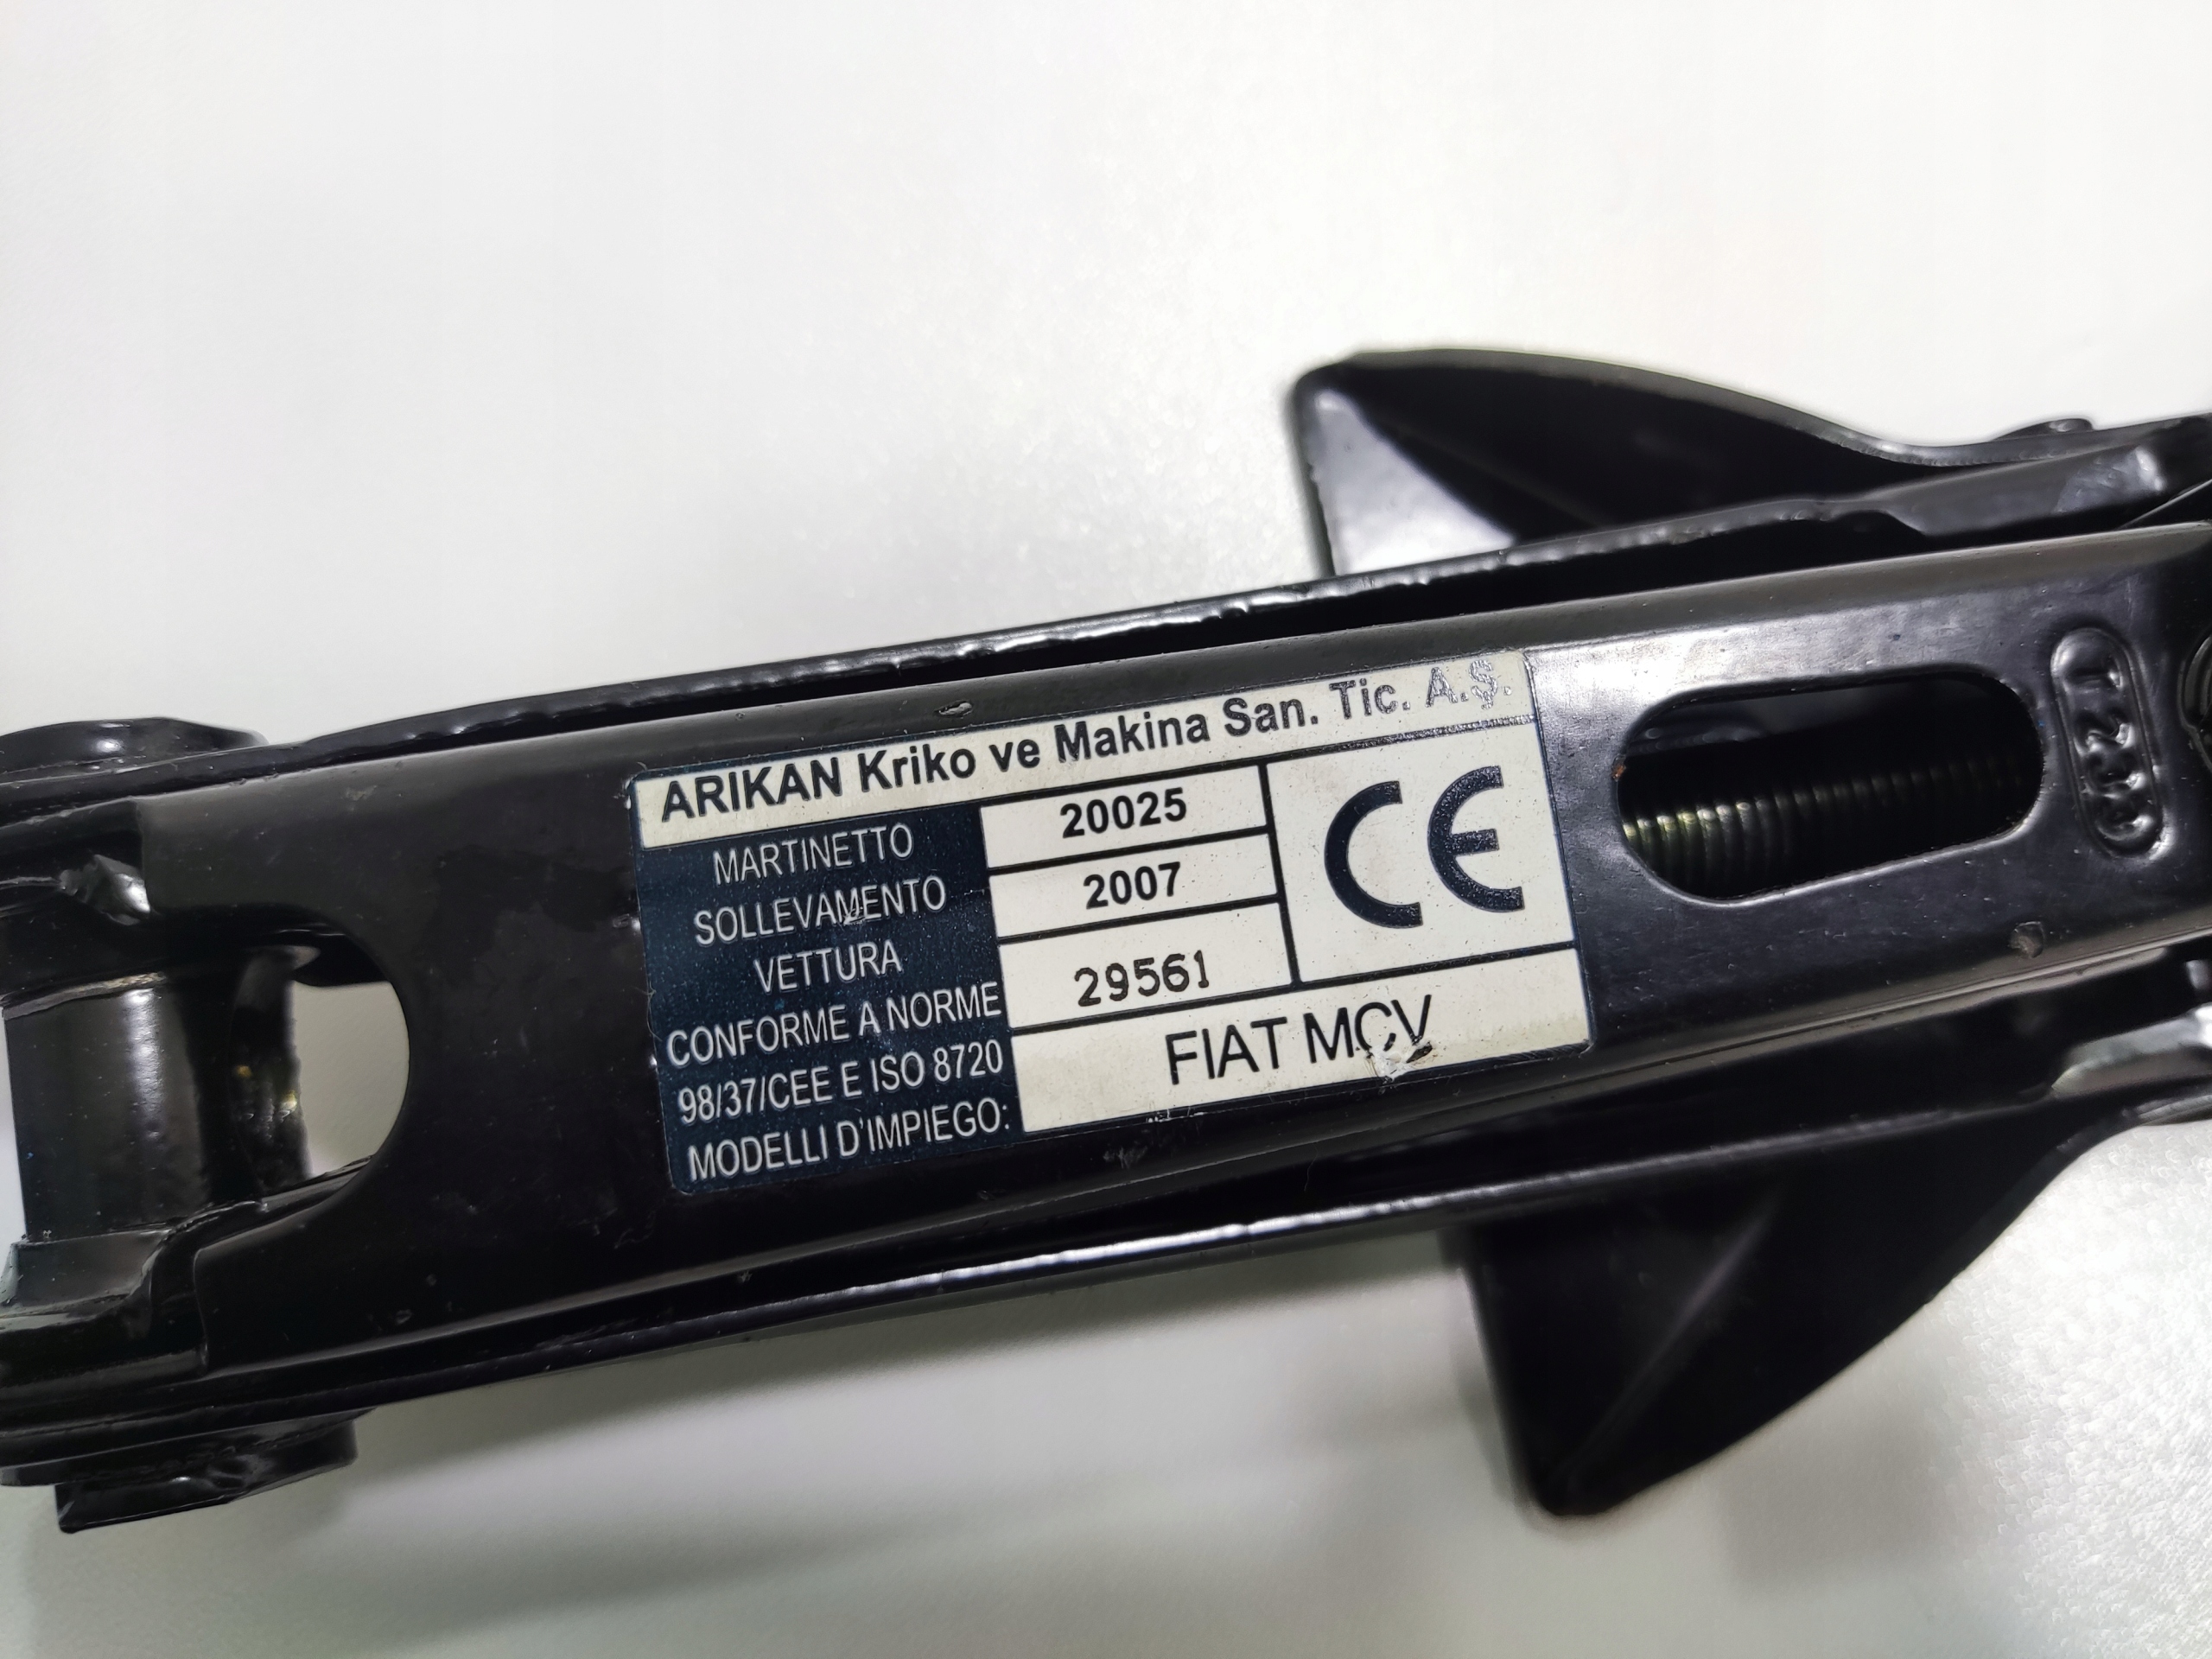 ARIKAN Kriko ve Makina San. Tic. A.Ş.
MARTINETTO
SOLLEVAMENTO
VETTURA
CONFORME A NORME
98/37/CEE E ISO 8720
MODELLI D'IMPIEGO:
20025
2007
29561
CE
FIAT MCV